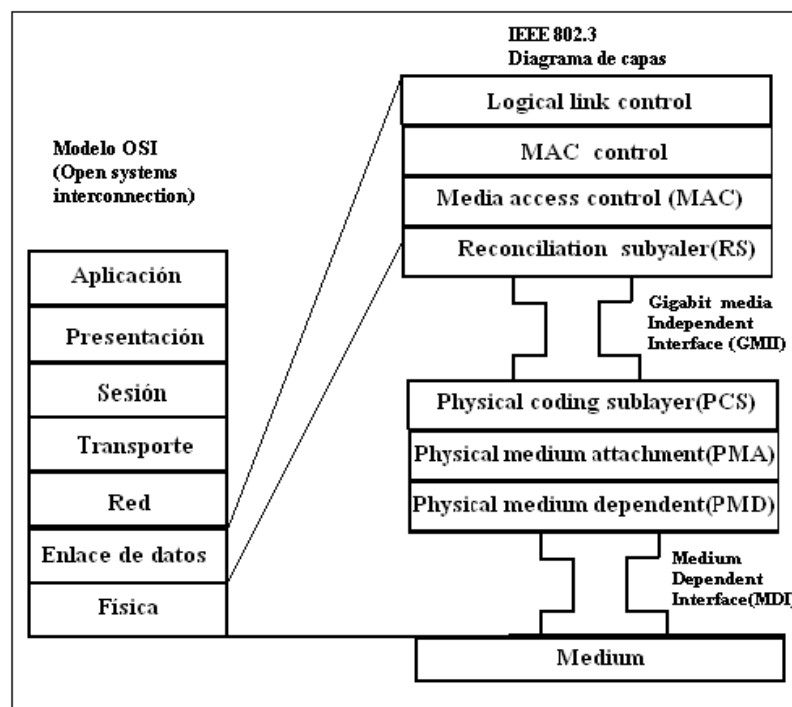 IEEE 802.3
Diagrama de capas
Logical link control
MAC control
Media access control (MAC)
Reconciliation subyaler(RS)
Gigabit media
Independent
Interface (GMII)
Physical coding sublayer(PCS)
Physical medium attachment(PMA)
Physical medium dependent(PMD)
Medium
Dependent
Interface(MDI)
Medium
Modelo OSI
(Open systems
interconnection)
Aplicación
Presentación
Sesión
Transporte
Red
Enlace de datos
Física